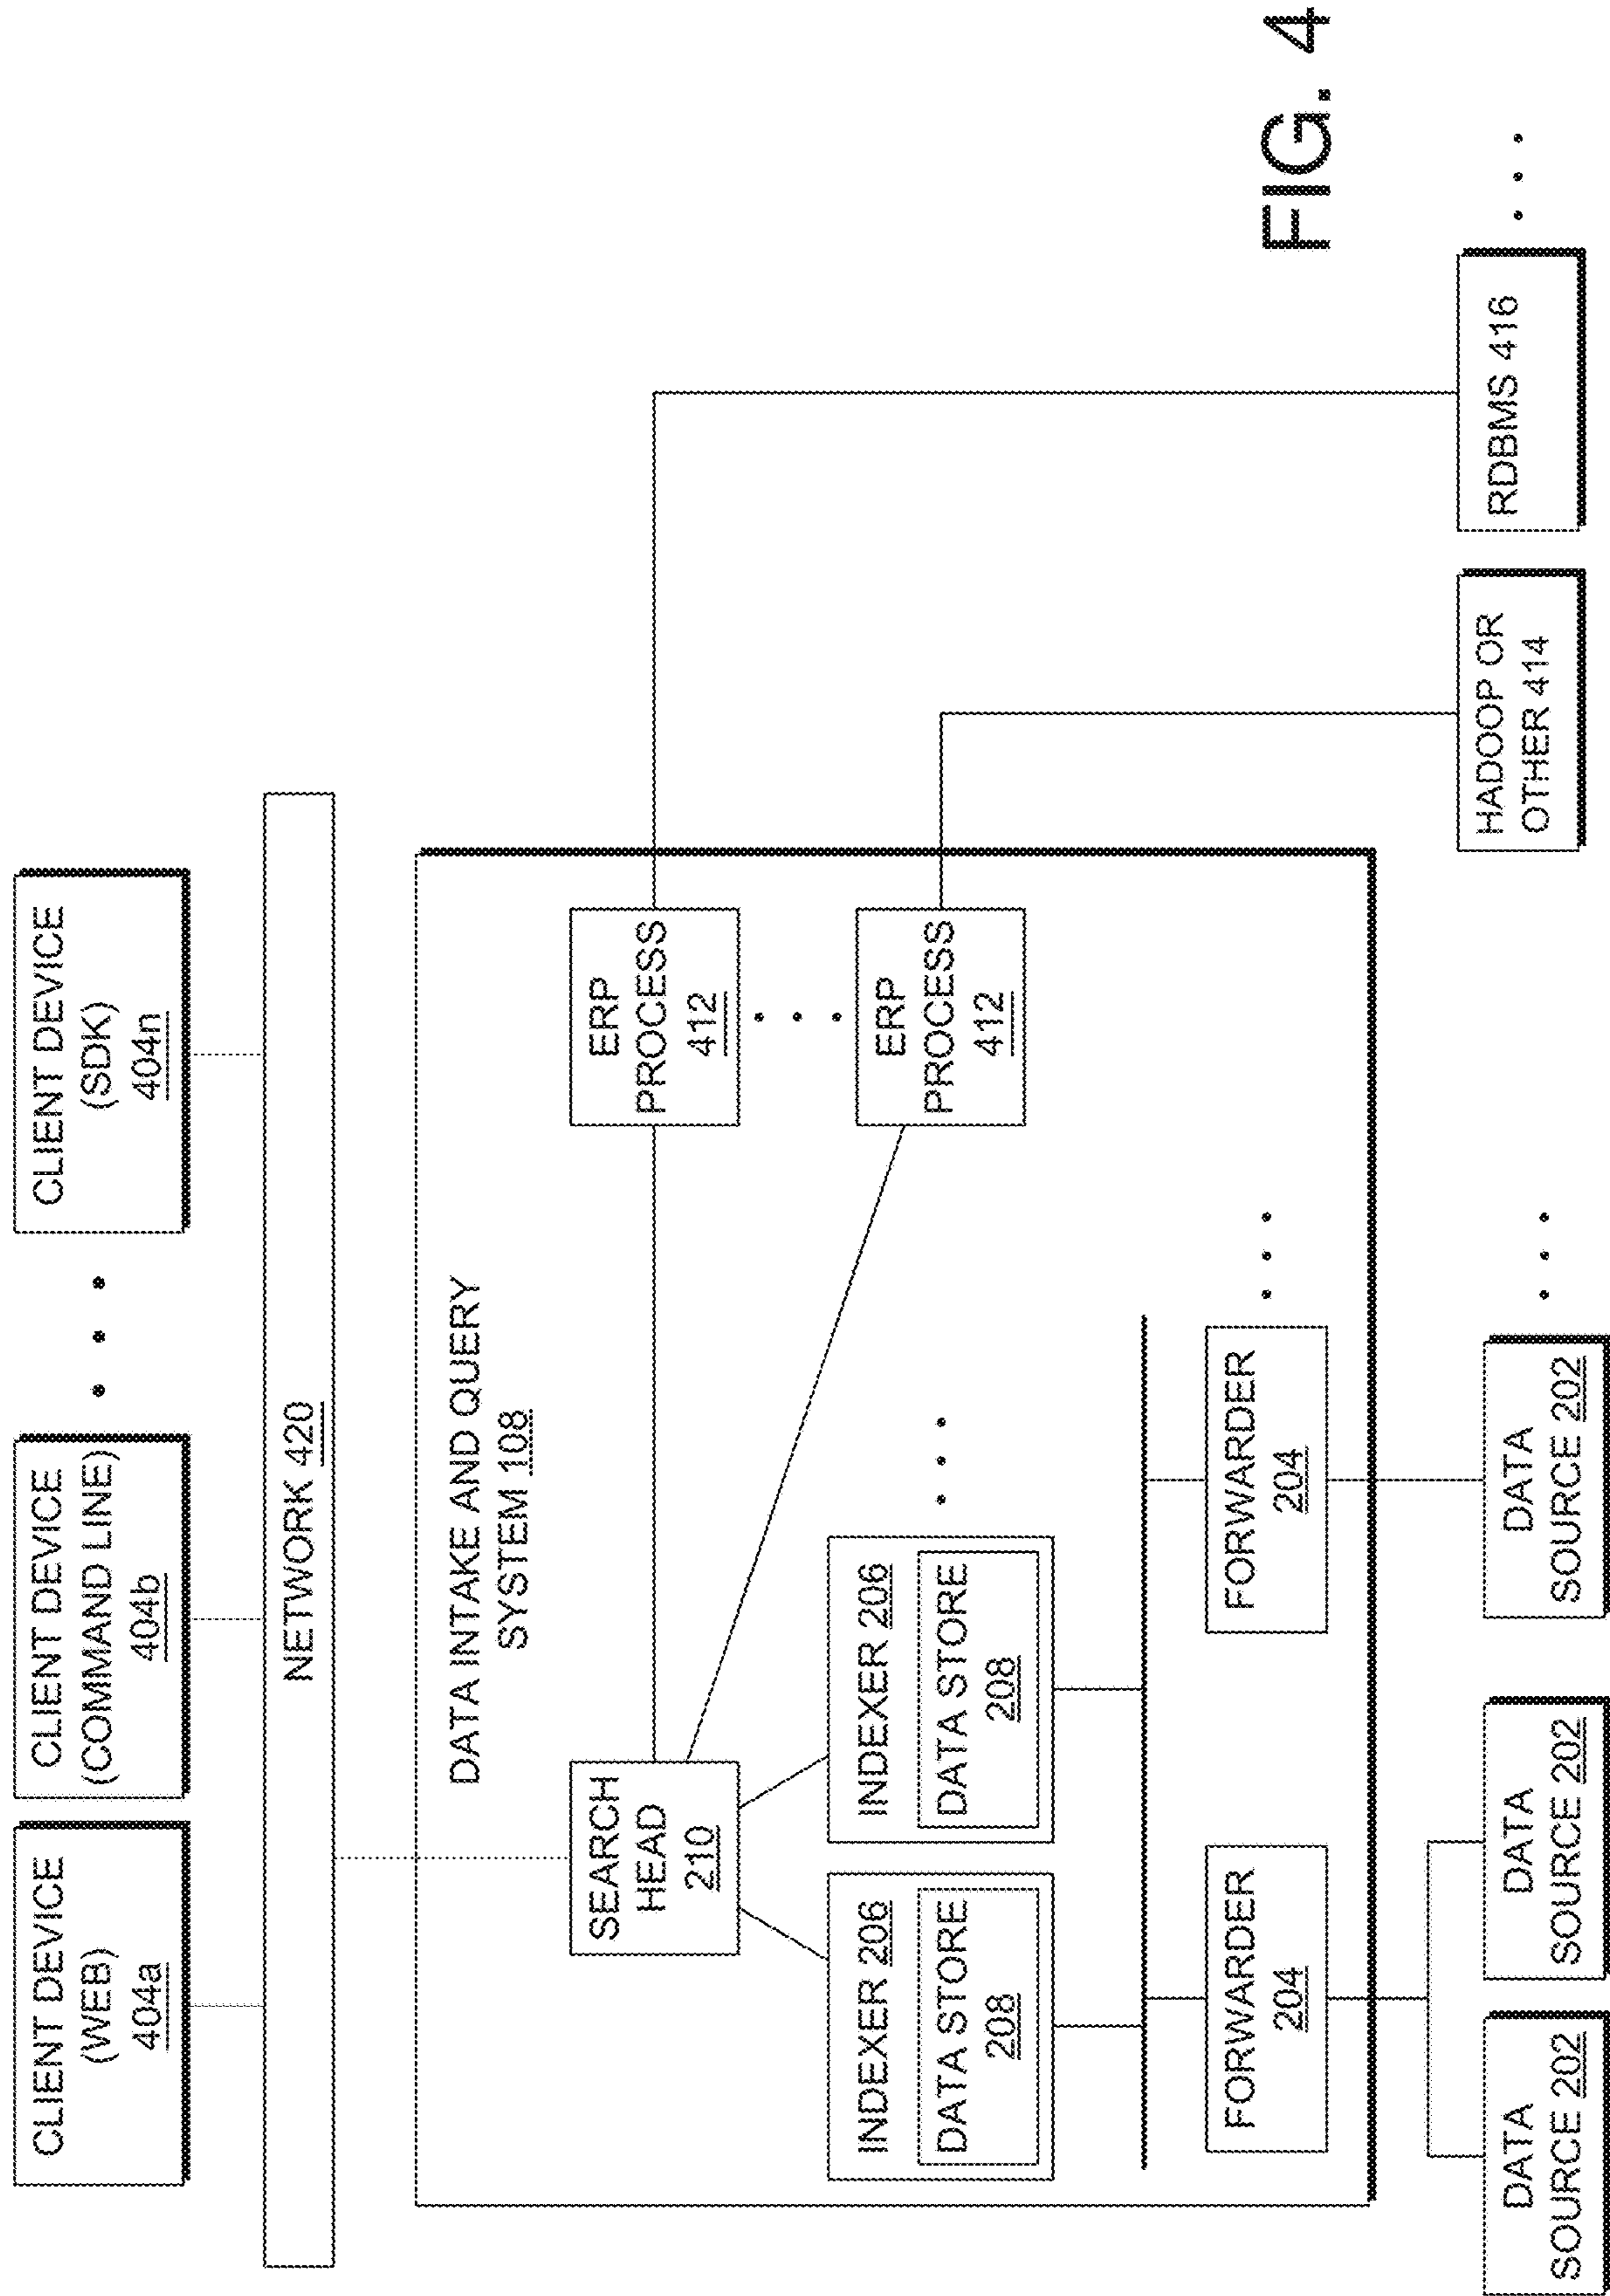 CLIENT DEVICE
(WEB)
404a
CLIENT DEVICE
(COMMAND LINE)
404b
CLIENT DEVICE
(SDK)
404n
NETWORK 420
DATA INTAKE AND QUERY
SYSTEM 108
SEARCH
HEAD
210
ERP
PROCESS
412
INDEXER 206
DATA STORE
208
INDEXER 206
DATA STORE
208
ERP
PROCESS
412
FORWARDER
204
FORWARDER
204
DATA
SOURCE 202
DATA
SOURCE 202
DATA
SOURCE 202
HADOOP OR
OTHER 414
RDBMS 416
FIG. 4